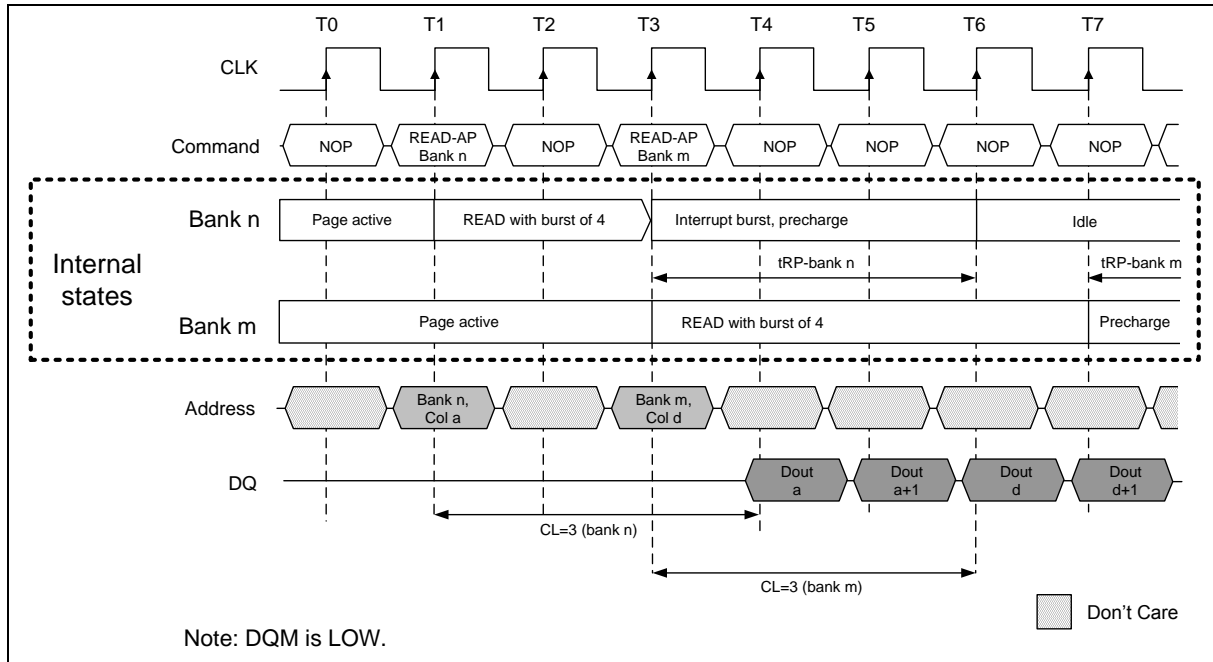 T0 T1 T2 T3 T4 T5 T6 T7
CLK
Command NOP READ-AP Bank n NOP READ-AP Bank m NOP NOP NOP NOP
Internal states
Bank n Page active READ with burst of 4 Interrupt burst, precharge Idle
tRP-bank n tRP-bank m
Bank m Page active READ with burst of 4 Precharge
Address Bank n, Col a Bank m, Col d
DQ Dout a Dout a+1 Dout d Dout d+1
CL=3 (bank n)
CL=3 (bank m)
Don't Care
Note: DQM is LOW.